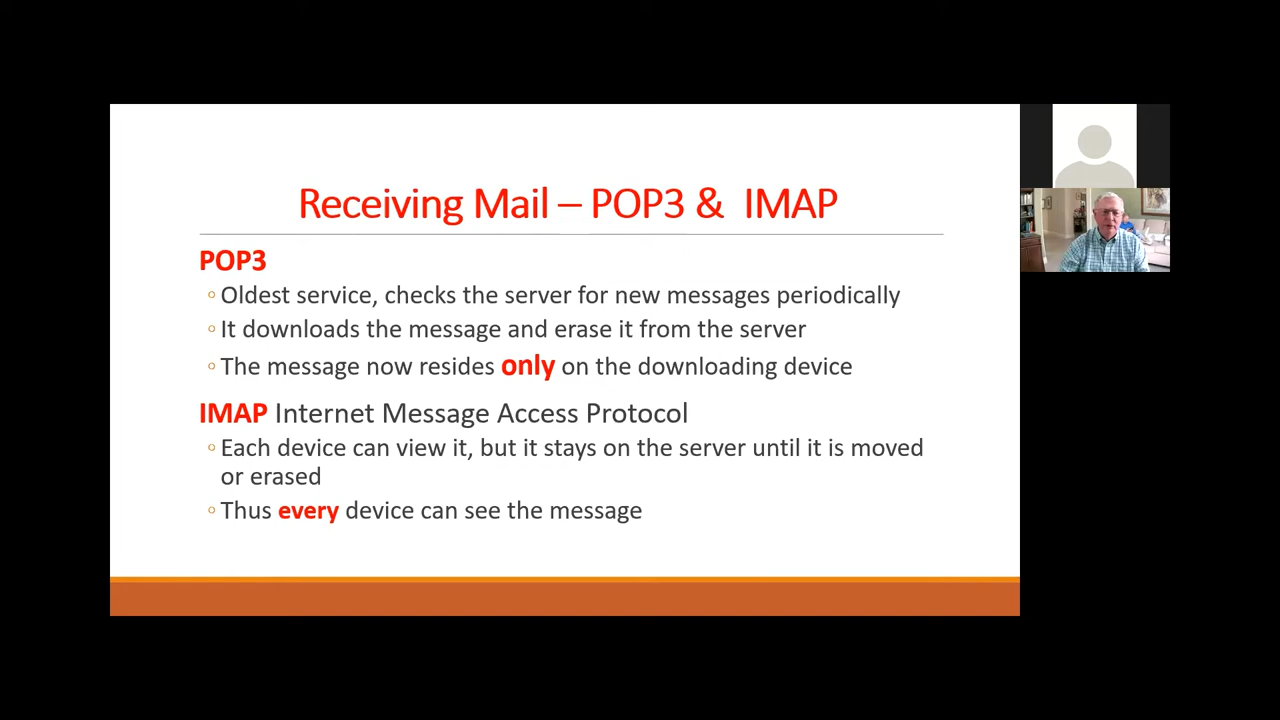 Receiving Mail – POP3 & IMAP
POP3
◦ Oldest service, checks the server for new messages periodically
◦ It downloads the message and erase it from the server
◦ The message now resides only on the downloading device
IMAP Internet Message Access Protocol
◦ Each device can view it, but it stays on the server until it is moved
or erased
◦ Thus every device can see the message